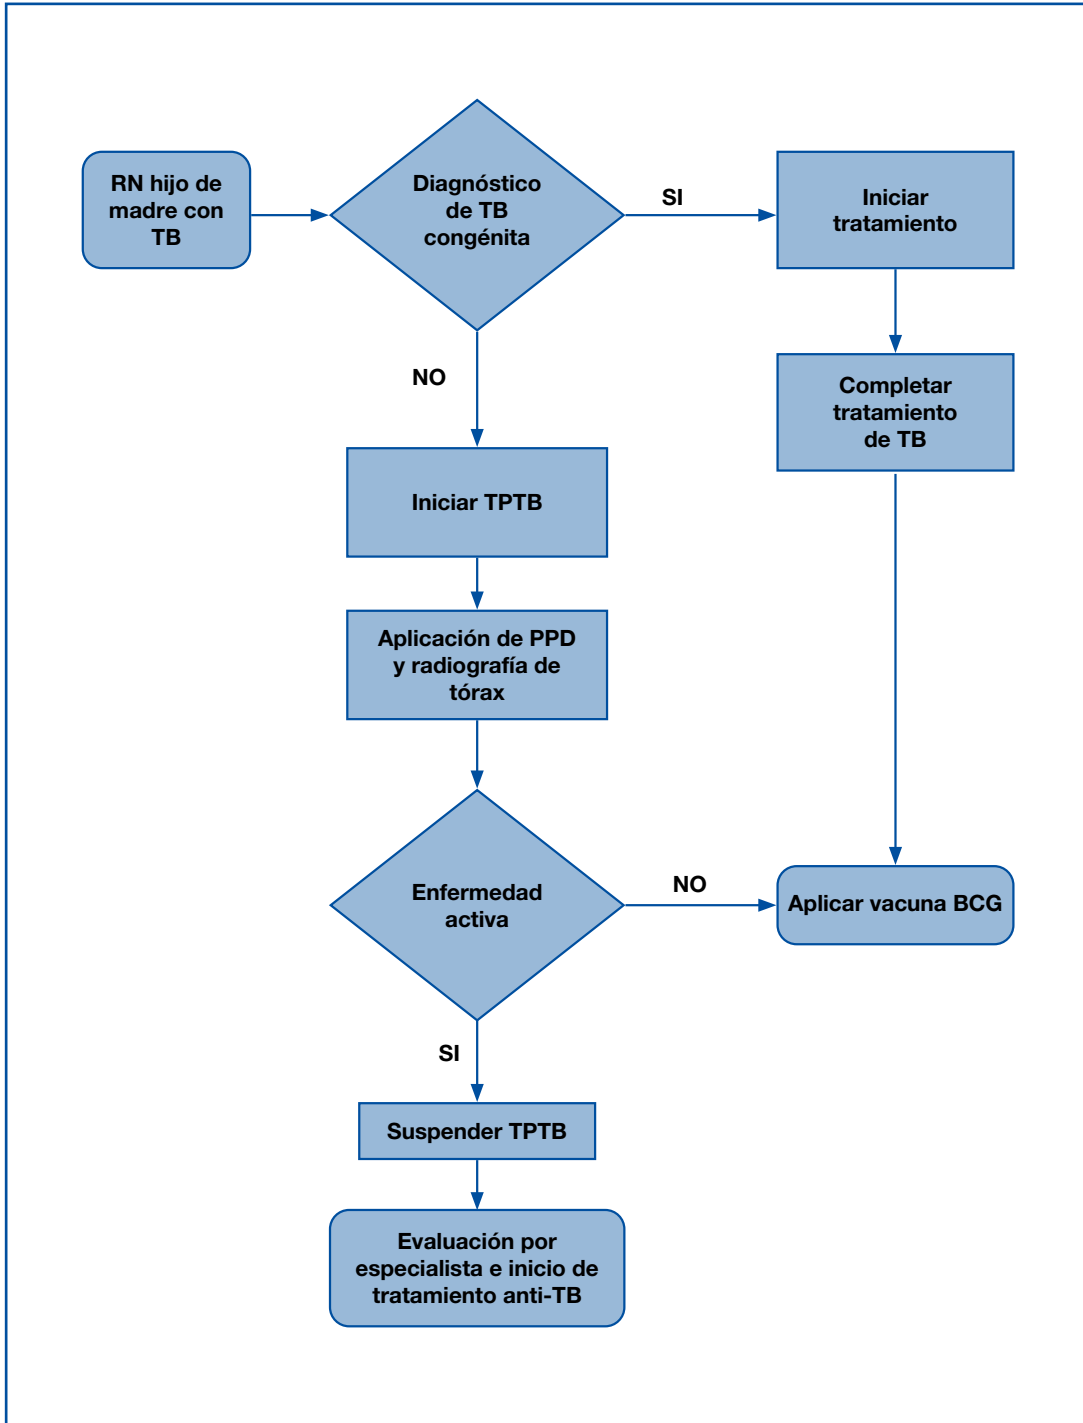 RN hijo de
madre con
TB
Diagnóstico
de TB
congénita
SI
Iniciar
tratamiento
NO
Completar
tratamiento
de TB
Iniciar TPTB
Aplicación de PPD
y radiografía de
tórax
Enfermedad
activa
NO
Aplicar vacuna BCG
SI
Suspender TPTB
Evaluación por
especialista e inicio de
tratamiento anti-TB